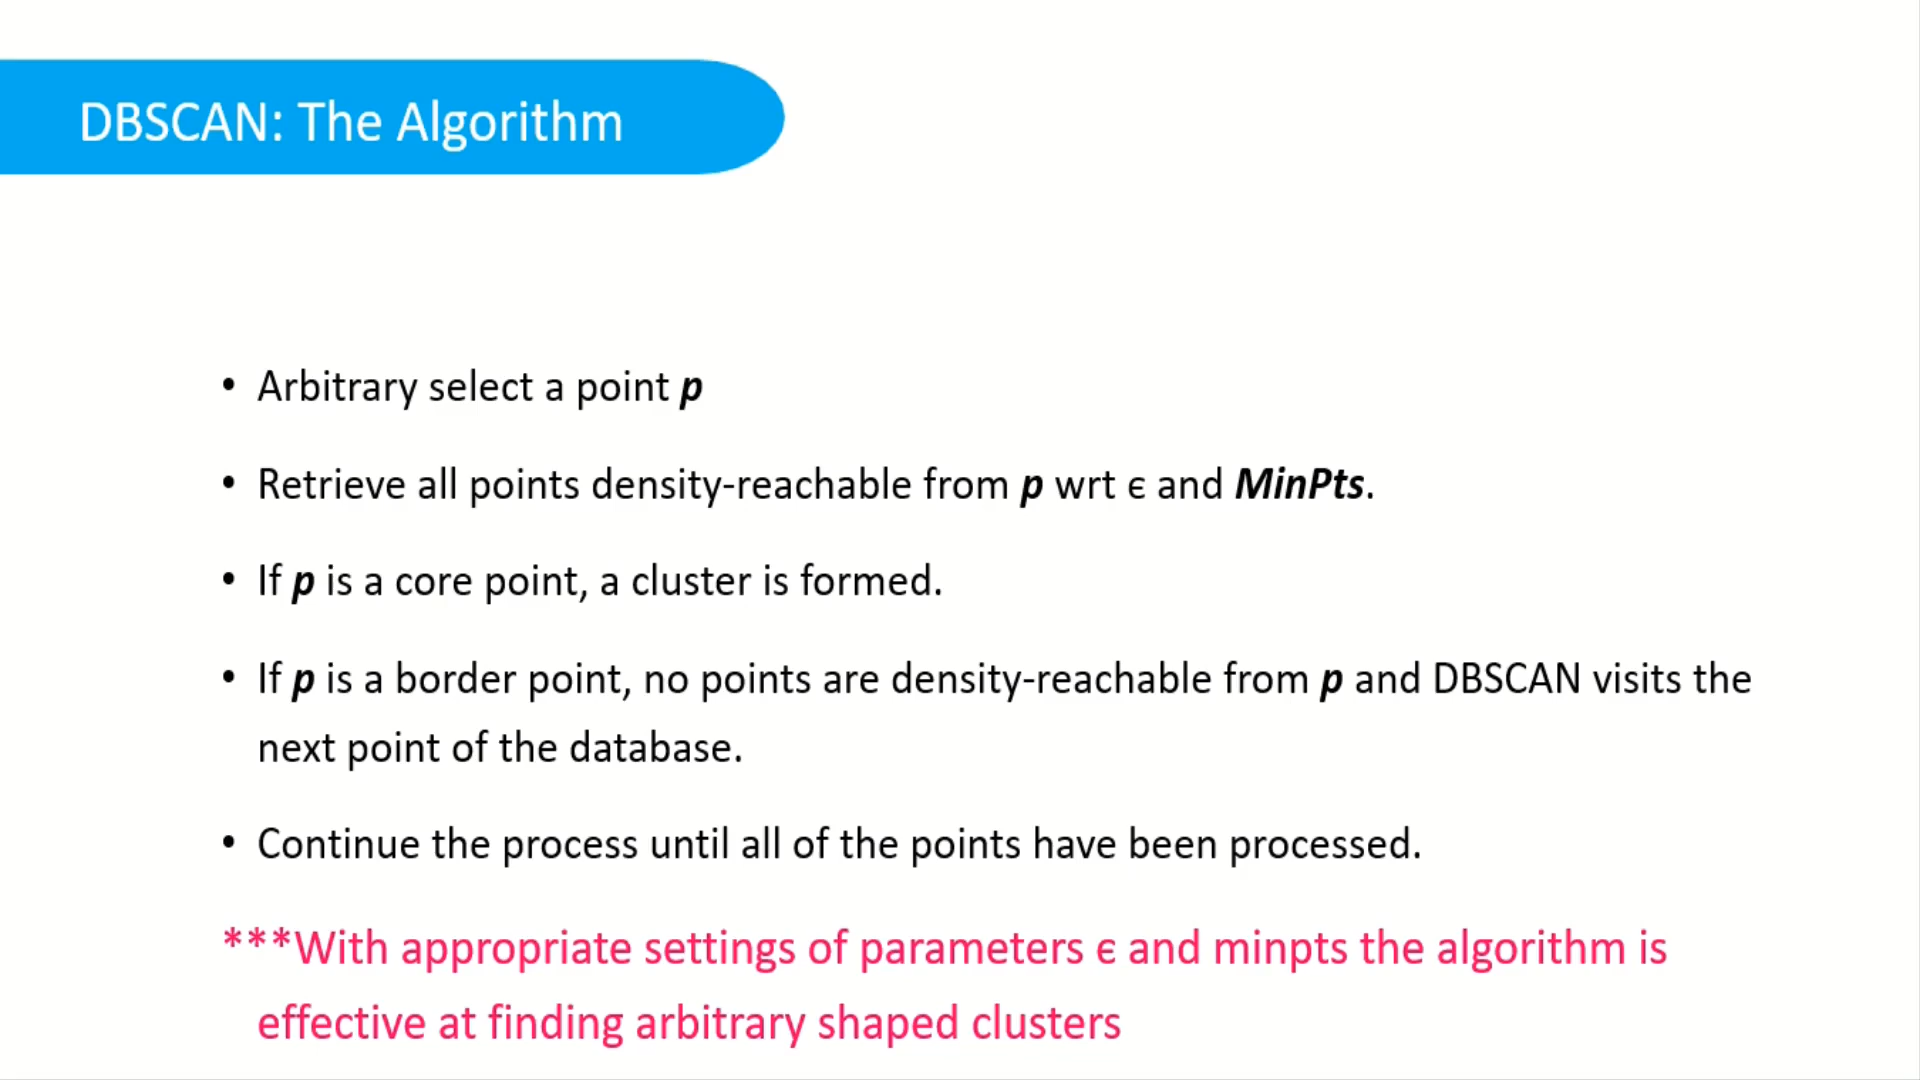 DBSCAN: The Algorithm
• Arbitrary select a point p
• Retrieve all points density-reachable from p wrt ϵ and MinPts.
• If p is a core point, a cluster is formed.
• If p is a border point, no points are density-reachable from p and DBSCAN visits the
next point of the database.
• Continue the process until all of the points have been processed.
***With appropriate settings of parameters ϵ and minpts the algorithm is
effective at finding arbitrary shaped clusters